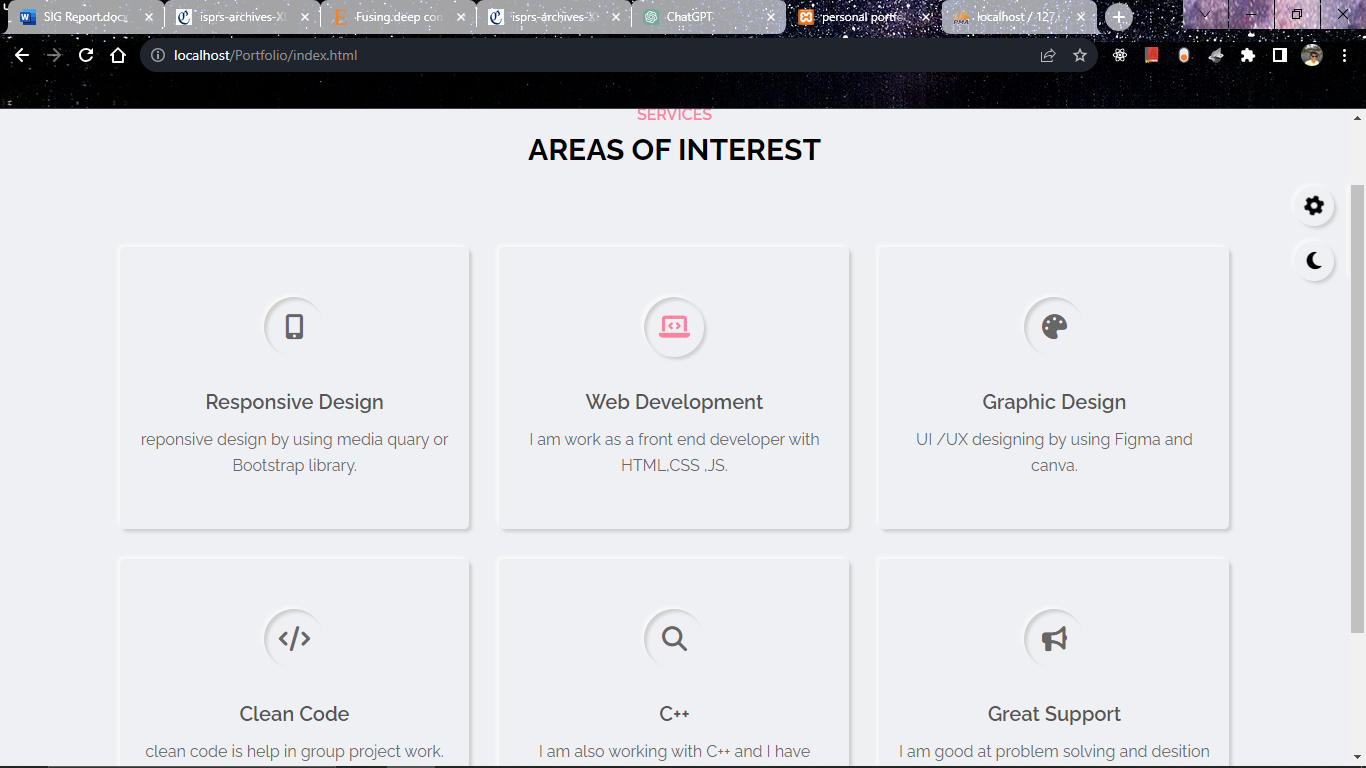 SIG Report.docx
isprs-archives-XL
Fusing.deep con
isprs-archives-X
ChatGPT
personal portfo
localhost / 127.
localhost/Portfolio/index.html
SERVICES
AREAS OF INTEREST
Responsive Design
reponsive design by using media quary or
Bootstrap library.
Web Development
I am work as a front end developer with
HTML,CSS ,JS.
Graphic Design
UI /UX designing by using Figma and
canva.
Clean Code
clean code is help in group project work.
C++
I am also working with C++ and I have
Great Support
I am good at problem solving and desition